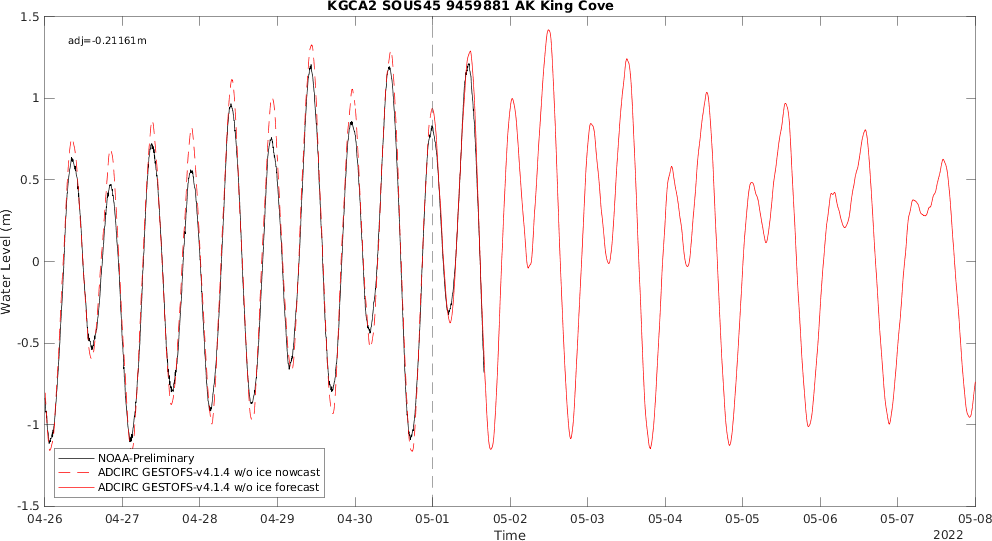 KGCA2 SOUS45 9459881 AK King Cove
adj=-0.21161m
1.5
1
0.5
0
-0.5
-1
-1.5
Water Level (m)
NOAA-Preliminary
ADCIRC GESTOFS-v4.1.4 w/o ice nowcast
ADCIRC GESTOFS-v4.1.4 w/o ice forecast
04-26 04-27 04-28 04-29 04-30 05-01 05-02 05-03 05-04 05-05 05-06 05-07 05-08
Time
2022